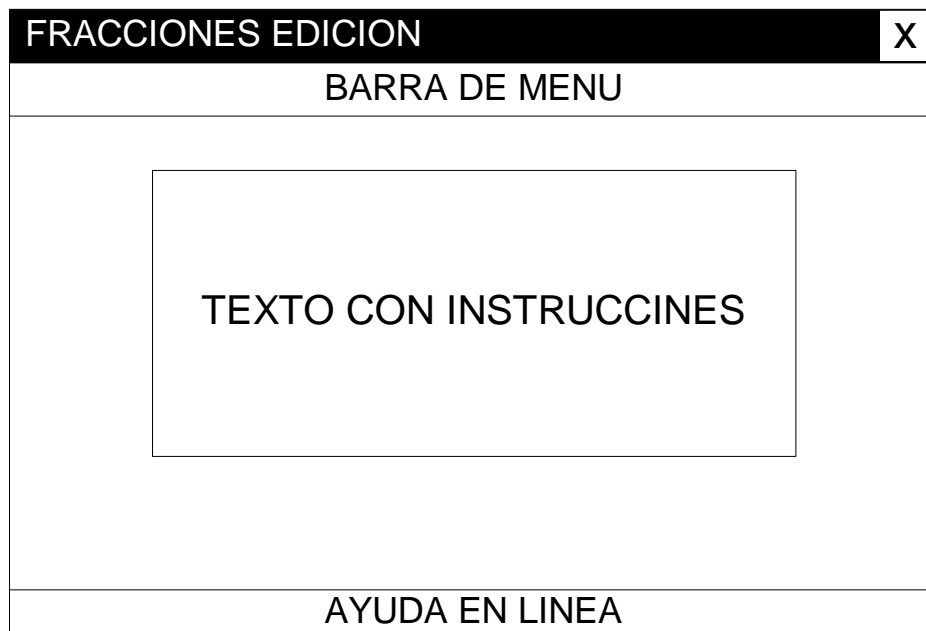 FRACCIONES EDICION X
BARRA DE MENU
TEXTO CON INSTRUCCINES
AYUDA EN LINEA